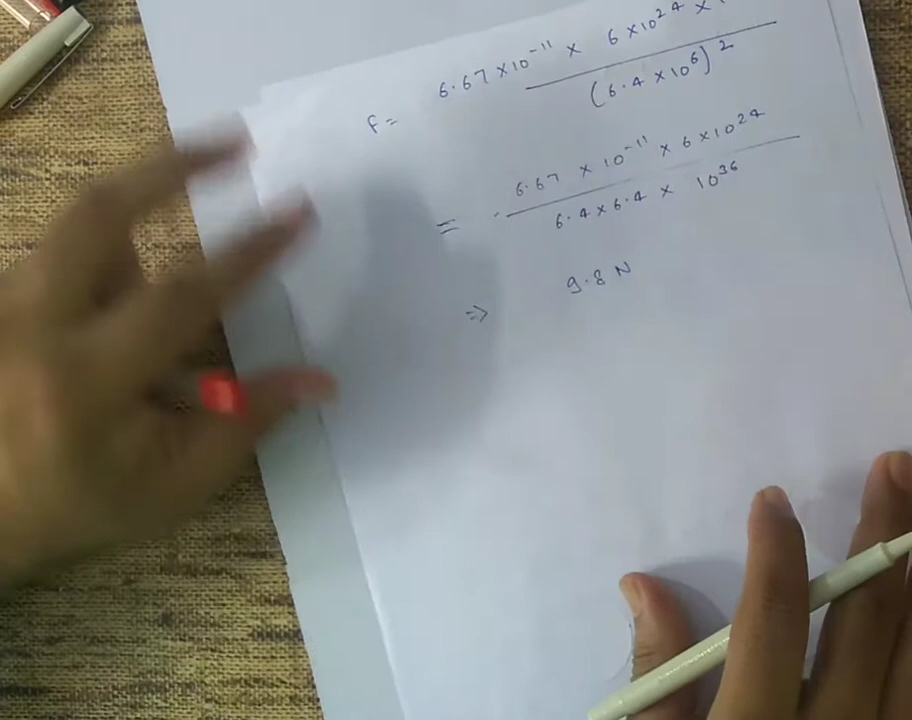 F = 6.67 × 10⁻¹¹ × 6 × 10²⁴ ×
(6.4 × 10⁶)²
= 6.67 × 10⁻¹¹ × 6 × 10²⁴
6.4 × 6.4 × 10³⁶
⇒ 9.8 N